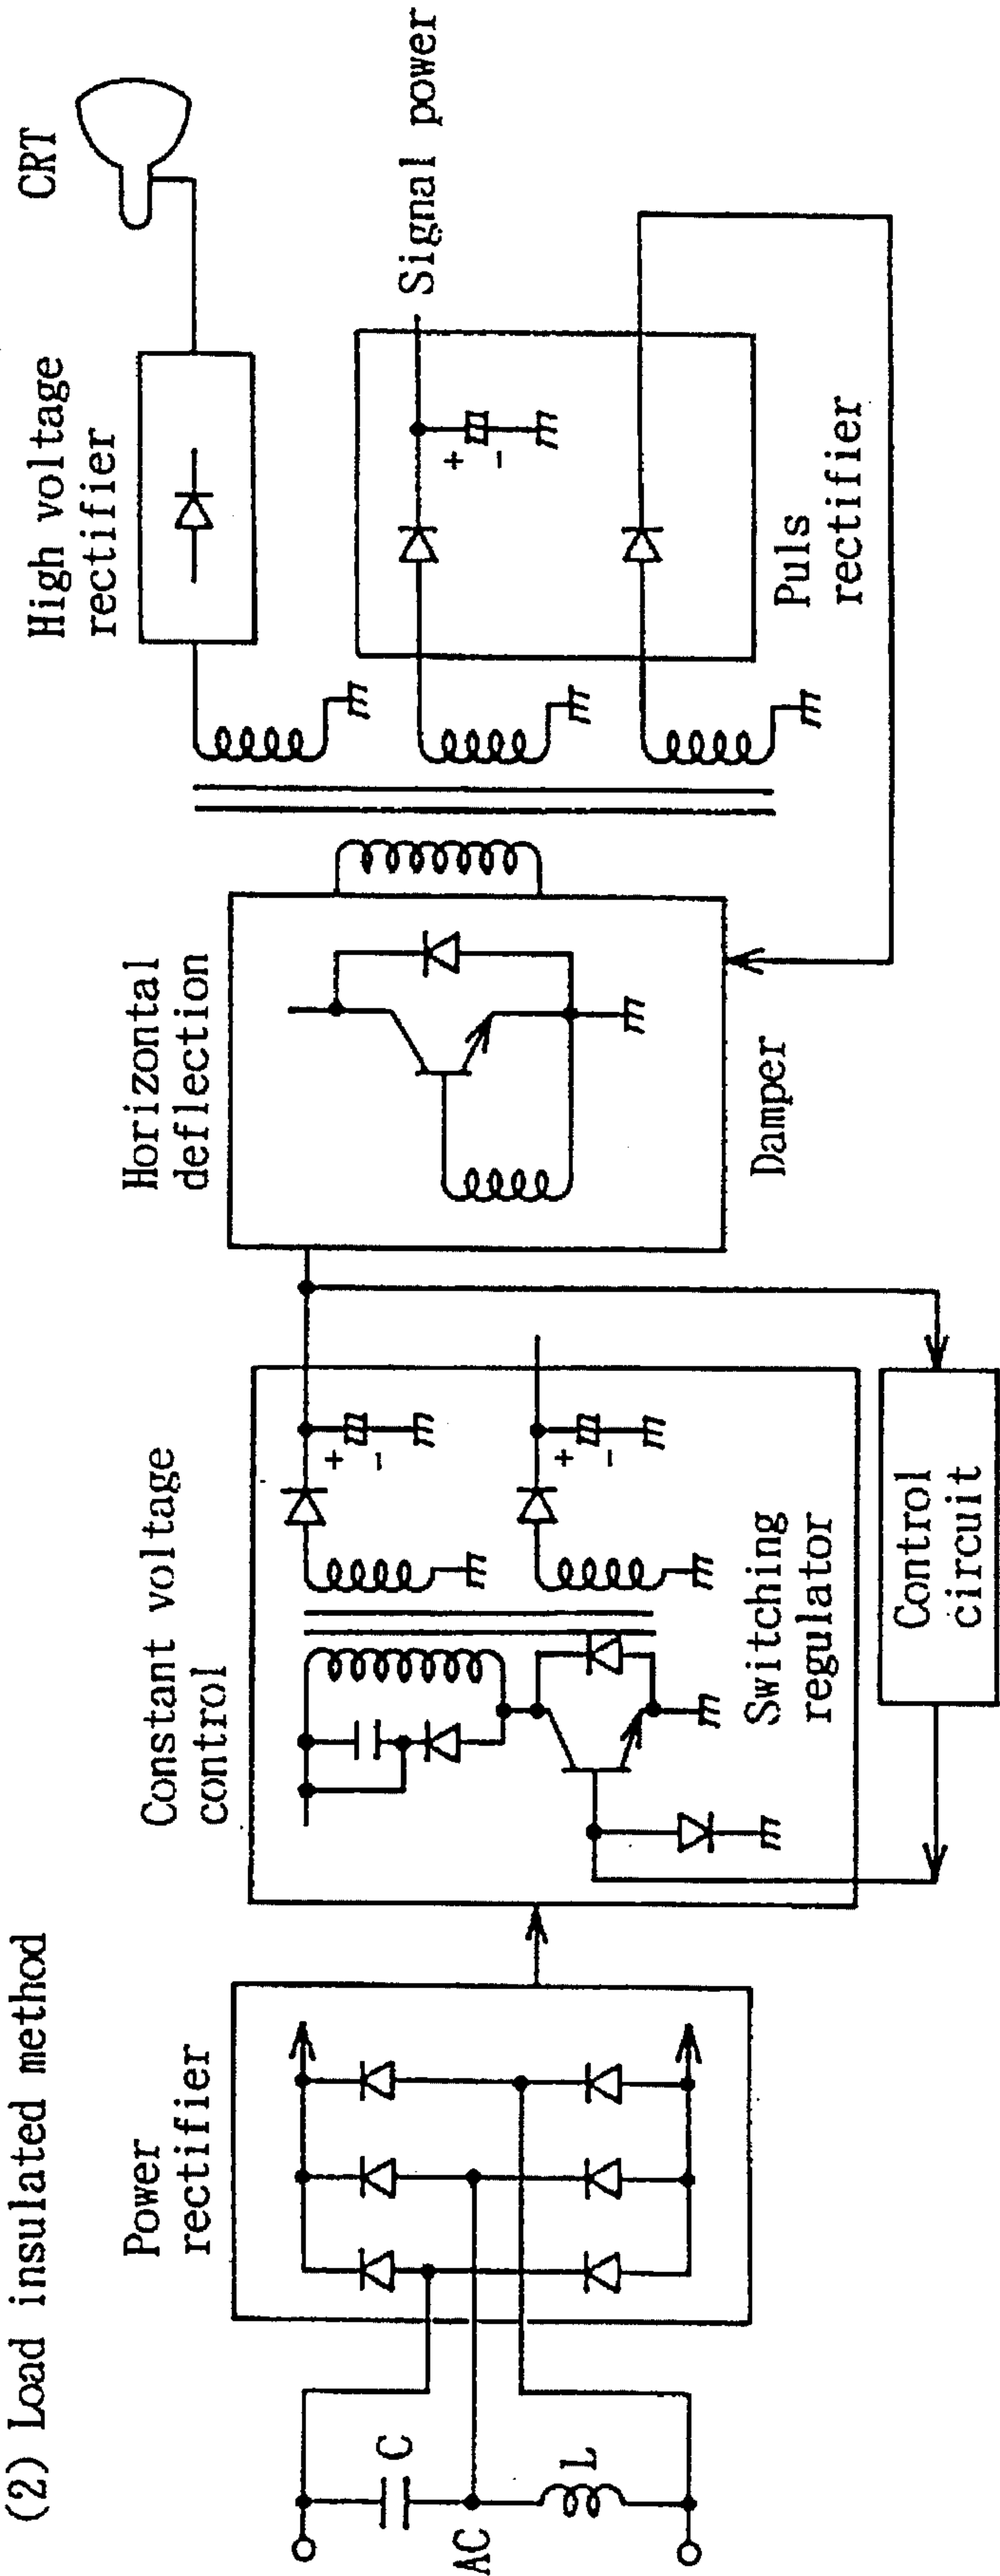 (2) Load insulated method
Power
rectifier
C
AC
L
Constant voltage
control
+
-
+
-
Switching
regulator
Control
circuit
Horizontal
deflection
Damper
High voltage
rectifier
CRT
+
-
Signal power
Puls
rectifier